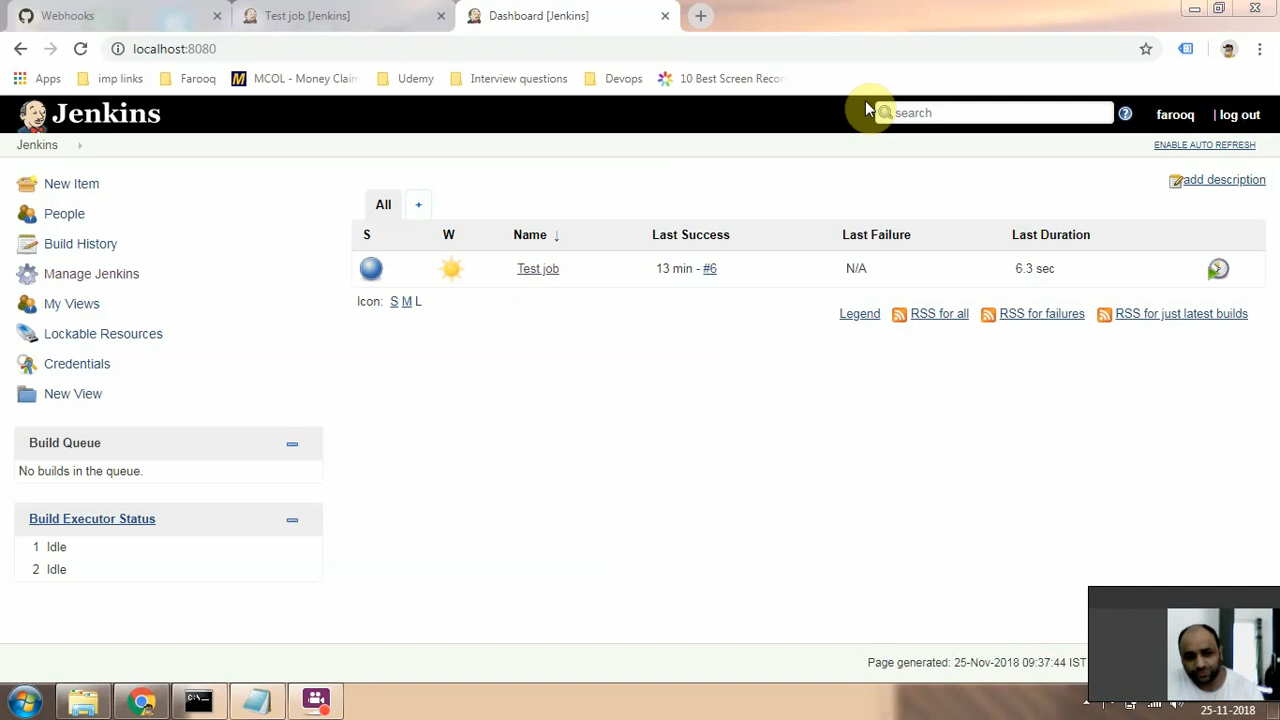 Webhooks
Test job [Jenkins]
Dashboard [Jenkins]
localhost:8080
Apps
imp links
Farooq
M MCOL - Money Claim
Udemy
Interview questions
Devops
10 Best Screen Recor
Jenkins
search
farooq
| log out
Jenkins
ENABLE AUTO REFRESH
New Item
People
Build History
Manage Jenkins
My Views
Lockable Resources
Credentials
New View
add description
All
+
S W Name ↓ Last Success Last Failure Last Duration
Test job 13 min - #6 N/A 6.3 sec
Icon: S M L
Legend RSS for all RSS for failures RSS for just latest builds
Build Queue
No builds in the queue.
Build Executor Status
1 Idle
2 Idle
Page generated: 25-Nov-2018 09:37:44 IST
25-11-2018